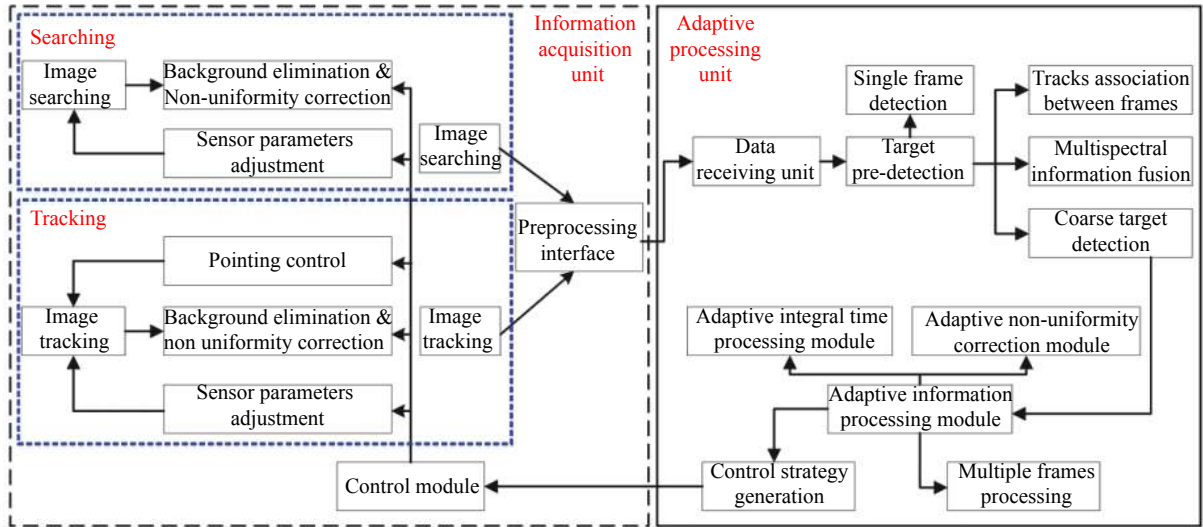 Searching
Information
acquisition
unit
Image
searching
Background elimination &
Non-uniformity correction
Sensor parameters
adjustment
Image
searching
Tracking
Pointing control
Image
tracking
Background elimination &
non uniformity correction
Sensor parameters
adjustment
Image
tracking
Preprocessing
interface
Control module
Adaptive
processing
unit
Single frame
detection
Tracks association
between frames
Data
receiving unit
Target
pre-detection
Multispectral
information fusion
Coarse target
detection
Adaptive integral time
processing module
Adaptive non-uniformity
correction module
Adaptive information
processing module
Control strategy
generation
Multiple frames
processing